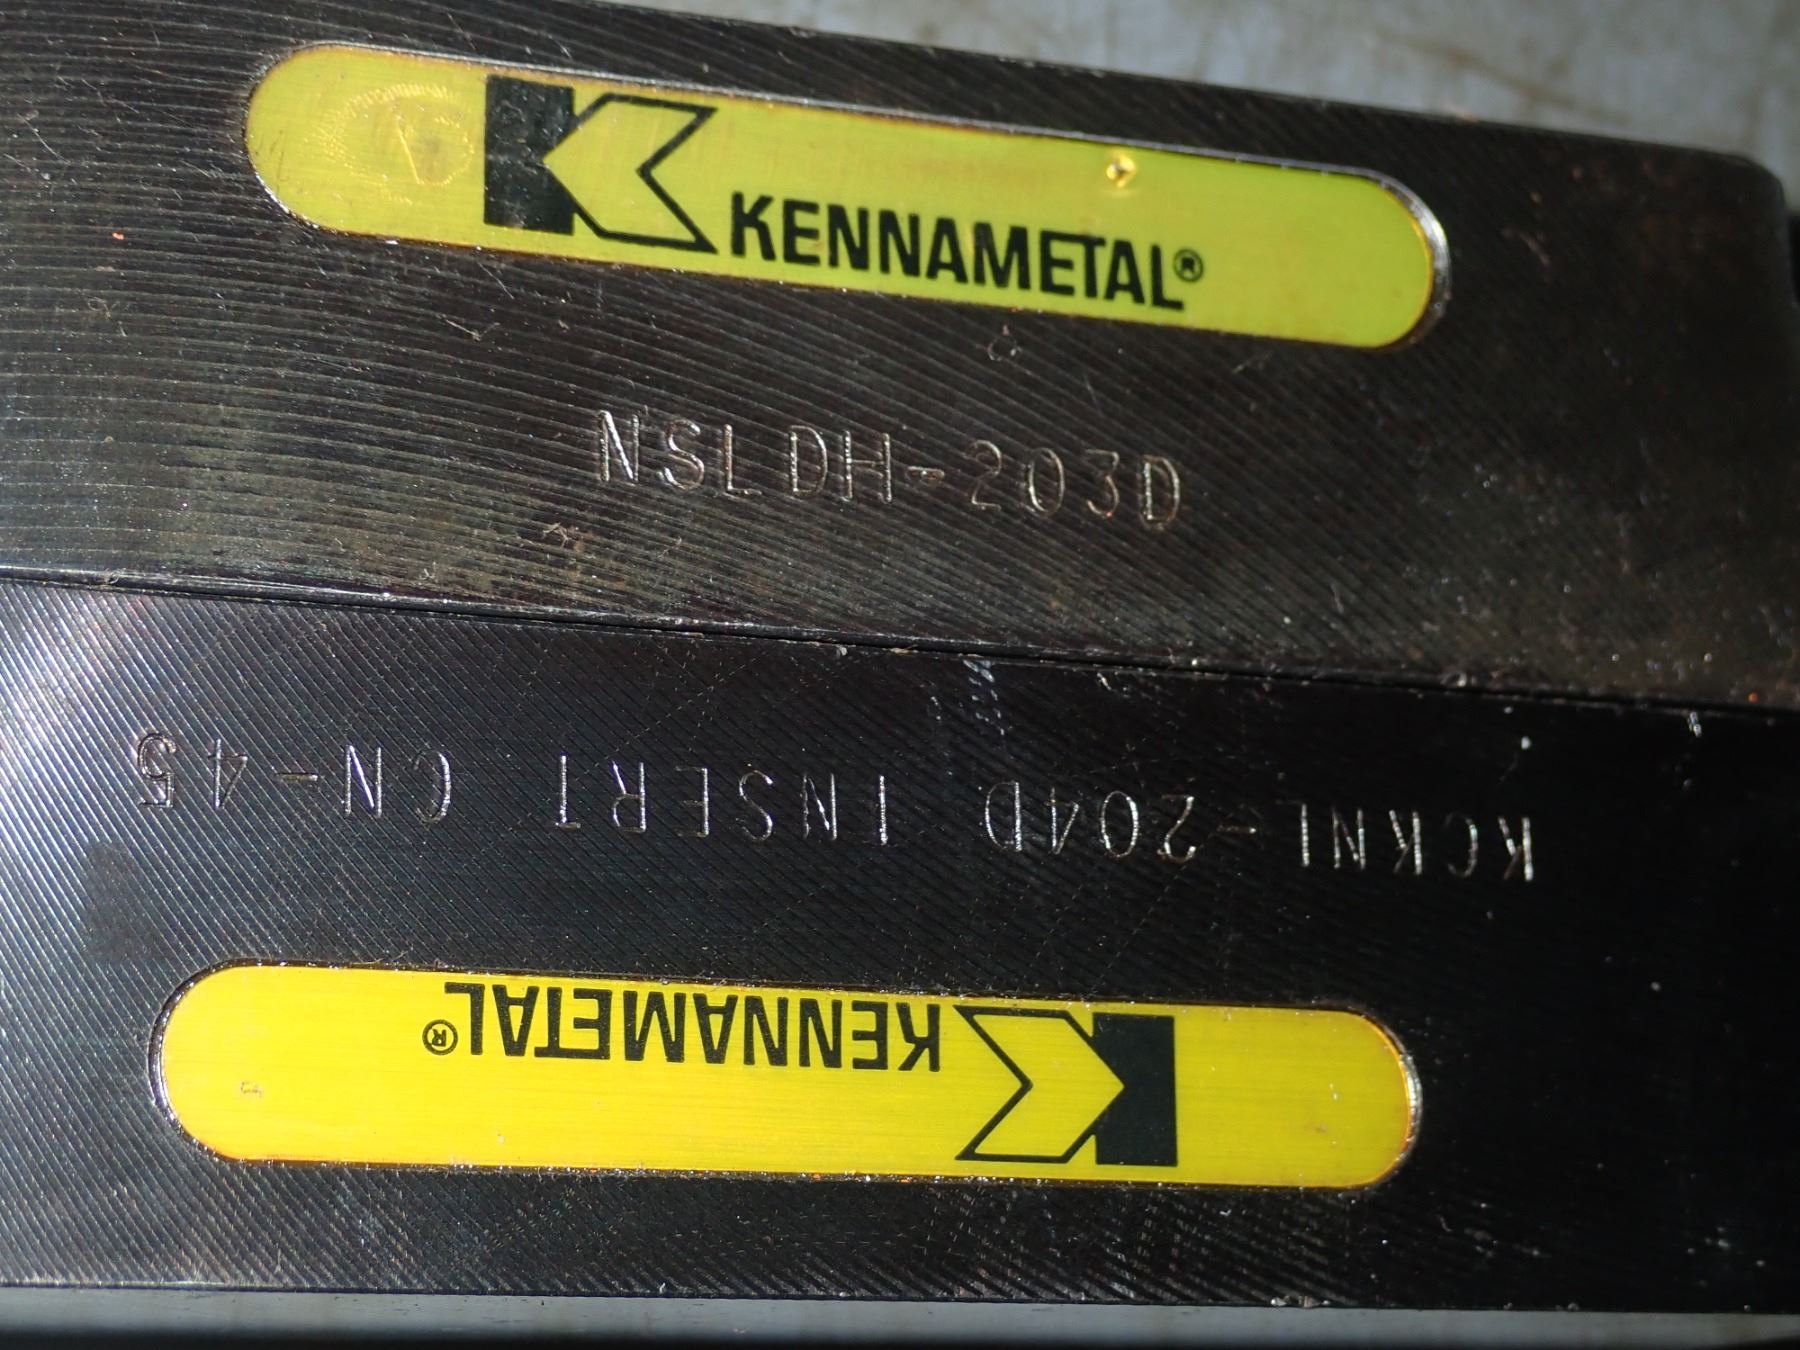 KENNAMETAL®
NSLDH-203D
KCKNL-204D INSERT CN-45
KENNAMETAL®